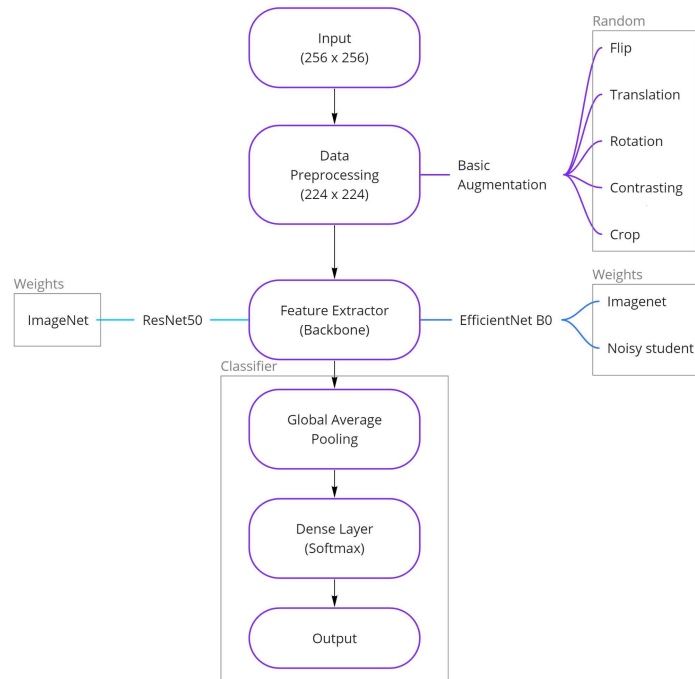 Input
(256 x 256)
Random
Flip
Translation
Rotation
Contrasting
Crop
Data
Preprocessing
(224 x 224)
Basic
Augmentation
Weights
ImageNet
ResNet50
Feature Extractor
(Backbone)
EfficientNet B0
Weights
Imagenet
Noisy student
Classifier
Global Average
Pooling
Dense Layer
(Softmax)
Output